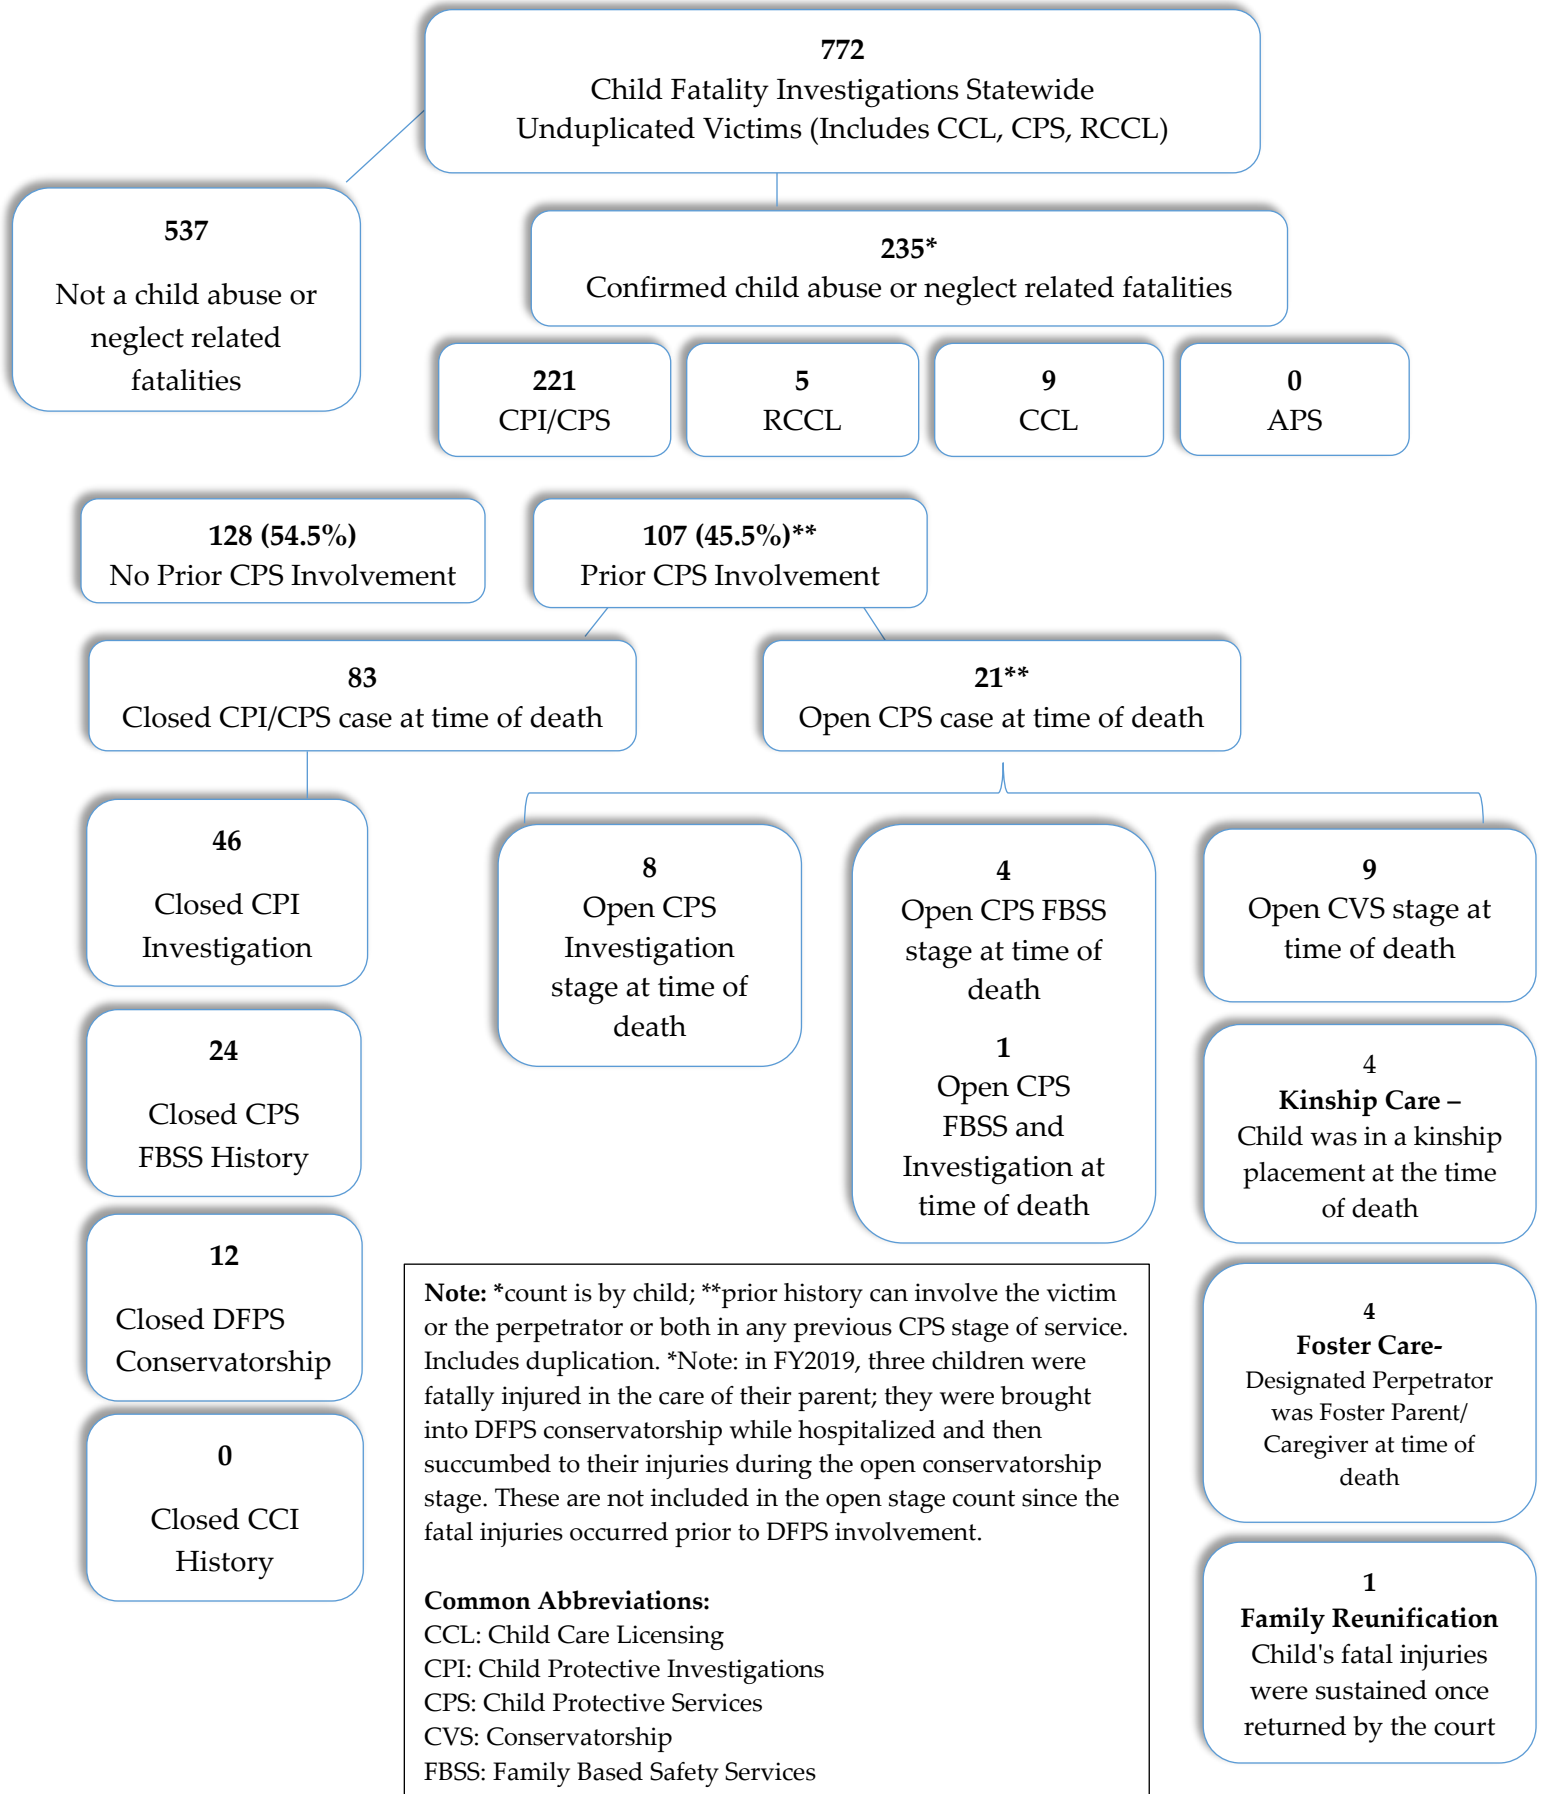 772
Child Fatality Investigations Statewide
Unduplicated Victims (Includes CCL, CPS, RCCL)
537
Not a child abuse or
neglect related
fatalities
235*
Confirmed child abuse or neglect related fatalities
221
CPI/CPS
5
RCCL
9
CCL
0
APS
128 (54.5%)
No Prior CPS Involvement
107 (45.5%)**
Prior CPS Involvement
83
Closed CPI/CPS case at time of death
21**
Open CPS case at time of death
46
Closed CPI
Investigation
24
Closed CPS
FBSS History
12
Closed DFPS
Conservatorship
0
Closed CCI
History
8
Open CPS
Investigation
stage at time of
death
4
Open CPS FBSS
stage at time of
death
1
Open CPS
FBSS and
Investigation at
time of death
9
Open CVS stage at
time of death
4
Kinship Care –
Child was in a kinship
placement at the time
of death
4
Foster Care-
Designated Perpetrator
was Foster Parent/
Caregiver at time of
death
1
Family Reunification
Child's fatal injuries
were sustained once
returned by the court
Note: *count is by child; **prior history can involve the victim
or the perpetrator or both in any previous CPS stage of service.
Includes duplication. *Note: in FY2019, three children were
fatally injured in the care of their parent; they were brought
into DFPS conservatorship while hospitalized and then
succumbed to their injuries during the open conservatorship
stage. These are not included in the open stage count since the
fatal injuries occurred prior to DFPS involvement.
Common Abbreviations:
CCL: Child Care Licensing
CPI: Child Protective Investigations
CPS: Child Protective Services
CVS: Conservatorship
FBSS: Family Based Safety Services